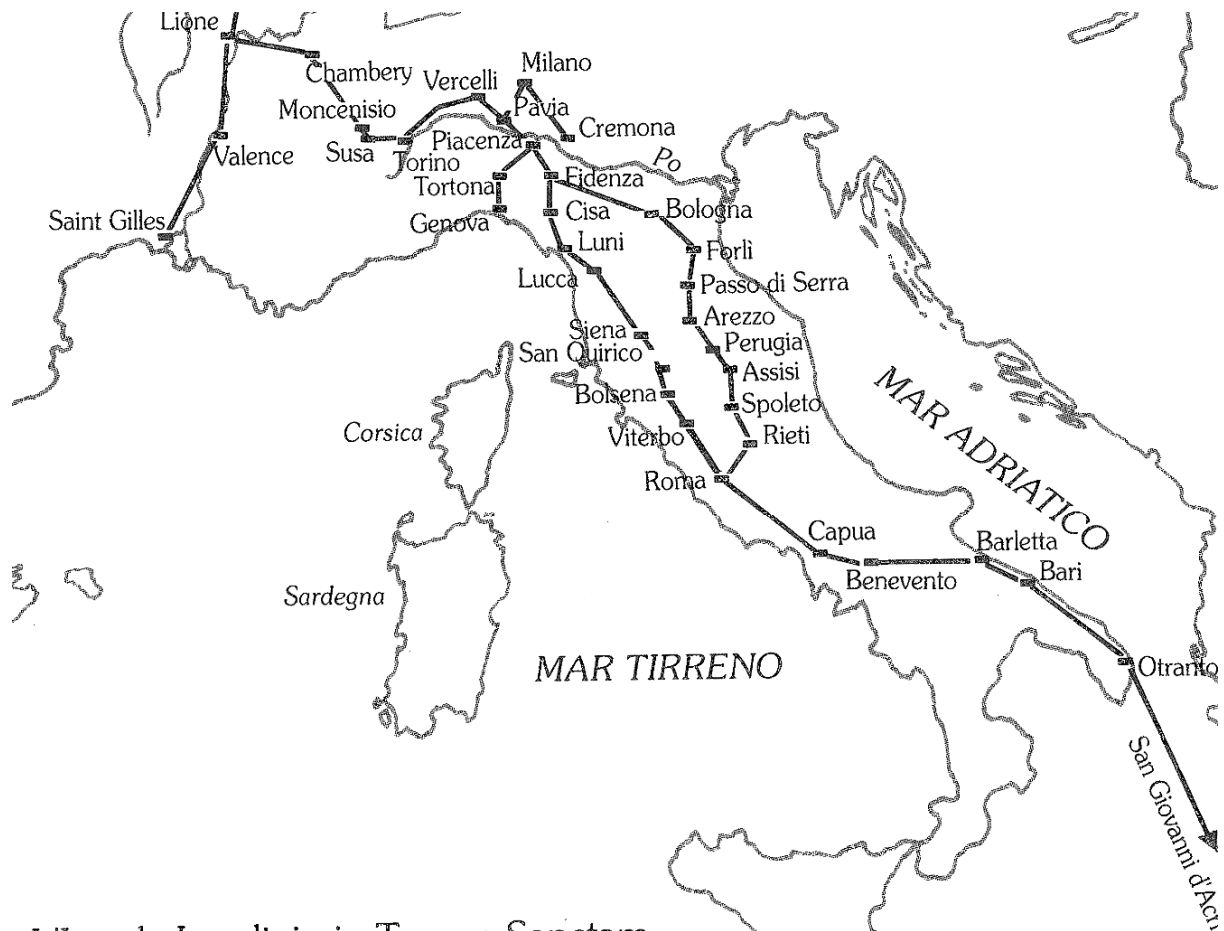 Lione
Milano
Chambery
Vercelli
Moncenisio
Pavia
Cremona
Valence
Susa
Torino
Piacenza
Po
Tortona
Fidenza
Saint Gilles
Genova
Cisa
Bologna
Luni
Forlì
Lucca
Passo di Serra
Arezzo
Siena
Perugia
San Quirico
Assisi
Bolsena
Spoleto
Corsica
Viterbo
Rieti
MAR ADRIATICO
Roma
Capua
Barletta
Benevento
Bari
Sardegna
MAR TIRRENO
Otranto
San Giovanni d'Acri